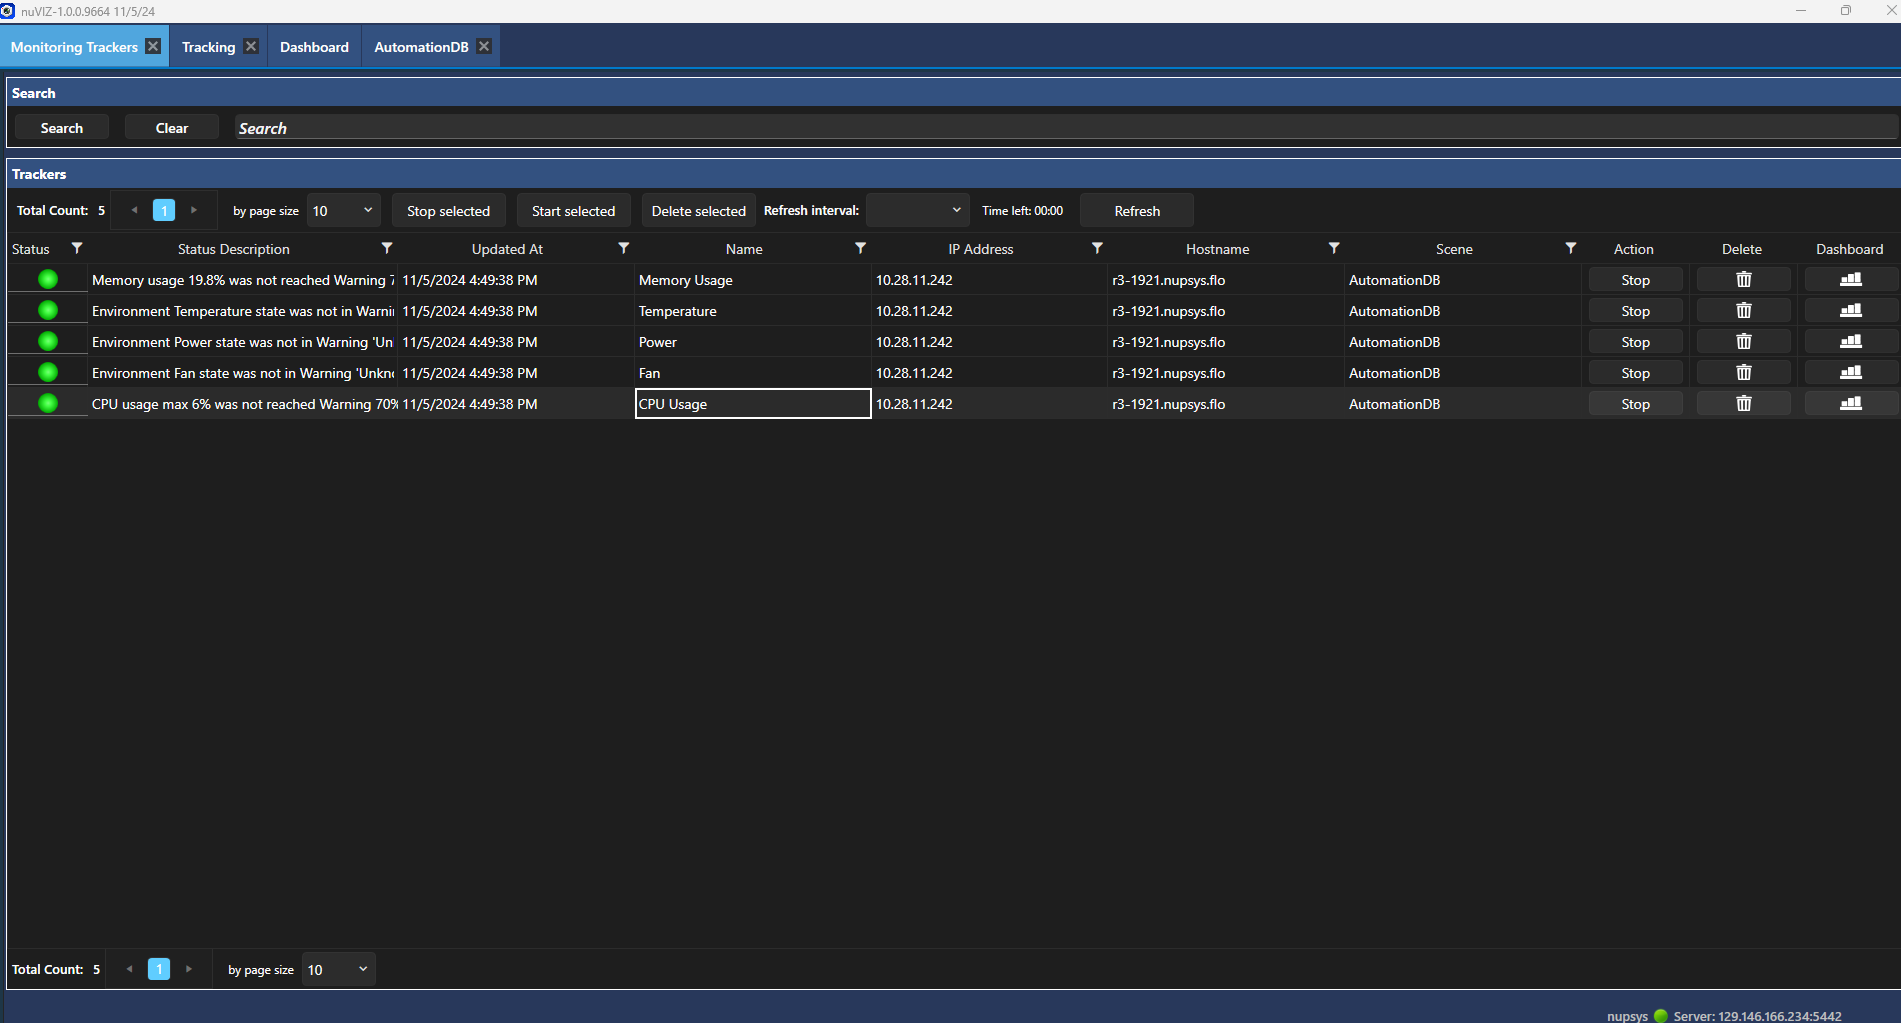 nuVIZ-1.0.0.9664 11/5/24
Monitoring Trackers Tracking Dashboard AutomationDB
Search
Search Clear Search
Trackers
Total Count: 5 1 by page size 10 Stop selected Start selected Delete selected Refresh interval: Time left: 00:00 Refresh
Status Status Description Updated At Name IP Address Hostname Scene Action Delete Dashboard
Memory usage 19.8% was not reached Warning 7 11/5/2024 4:49:38 PM Memory Usage 10.28.11.242 r3-1921.nupsys.flo AutomationDB Stop
Environment Temperature state was not in Warni 11/5/2024 4:49:38 PM Temperature 10.28.11.242 r3-1921.nupsys.flo AutomationDB Stop
Environment Power state was not in Warning 'Un 11/5/2024 4:49:38 PM Power 10.28.11.242 r3-1921.nupsys.flo AutomationDB Stop
Environment Fan state was not in Warning 'Unkn 11/5/2024 4:49:38 PM Fan 10.28.11.242 r3-1921.nupsys.flo AutomationDB Stop
CPU usage max 6% was not reached Warning 70% 11/5/2024 4:49:38 PM CPU Usage 10.28.11.242 r3-1921.nupsys.flo AutomationDB Stop
Total Count: 5 1 by page size 10
nupsys Server: 129.146.166.234:5442